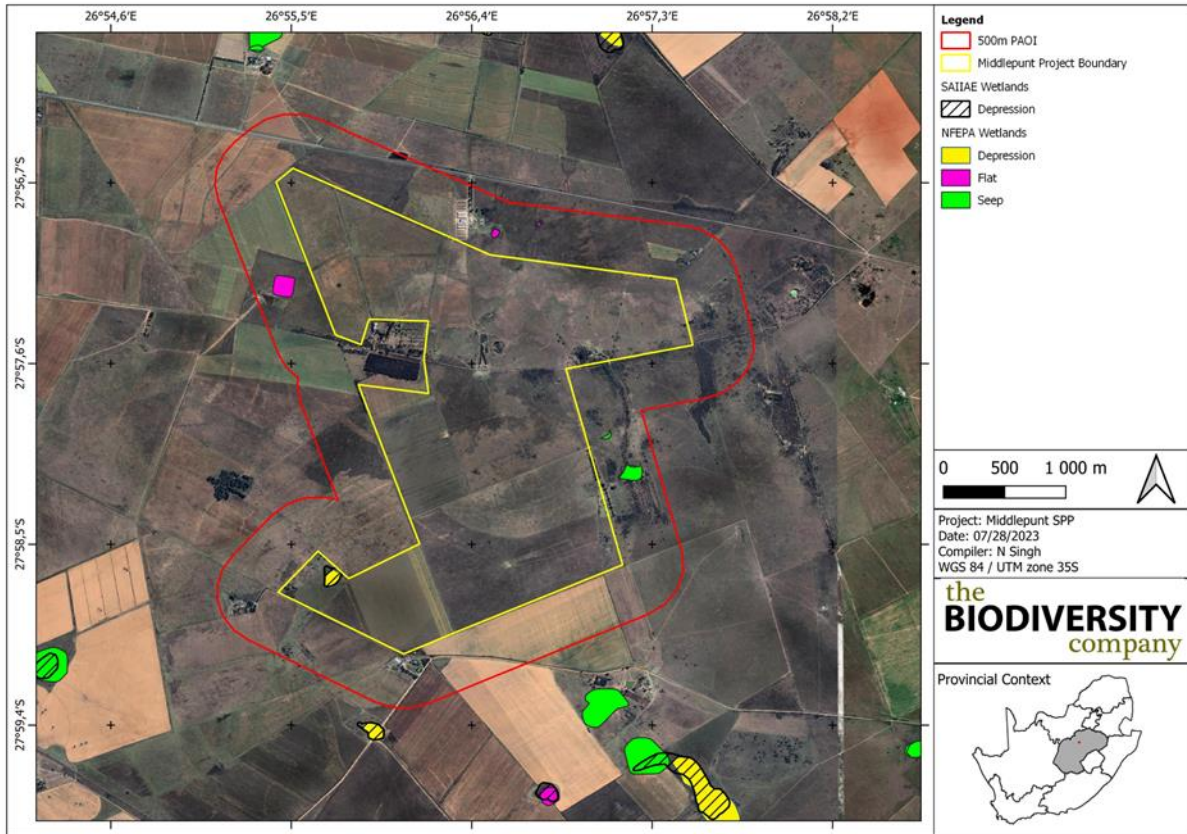 26°54,6'E 26°55,5'E 26°56,4'E 26°57,3'E 26°58,2'E
27°56,7'S
27°57,6'S
27°58,5'S
27°59,4'S
Legend
500m PAOI
Middlepunt Project Boundary
SAIIAE Wetlands
Depression
NFEPA Wetlands
Depression
Flat
Seep
0 500 1 000 m
Project: Middlepunt SPP
Date: 07/28/2023
Compiler: N Singh
WGS 84 / UTM zone 35S
the
BIODIVERSITY
company
Provincial Context